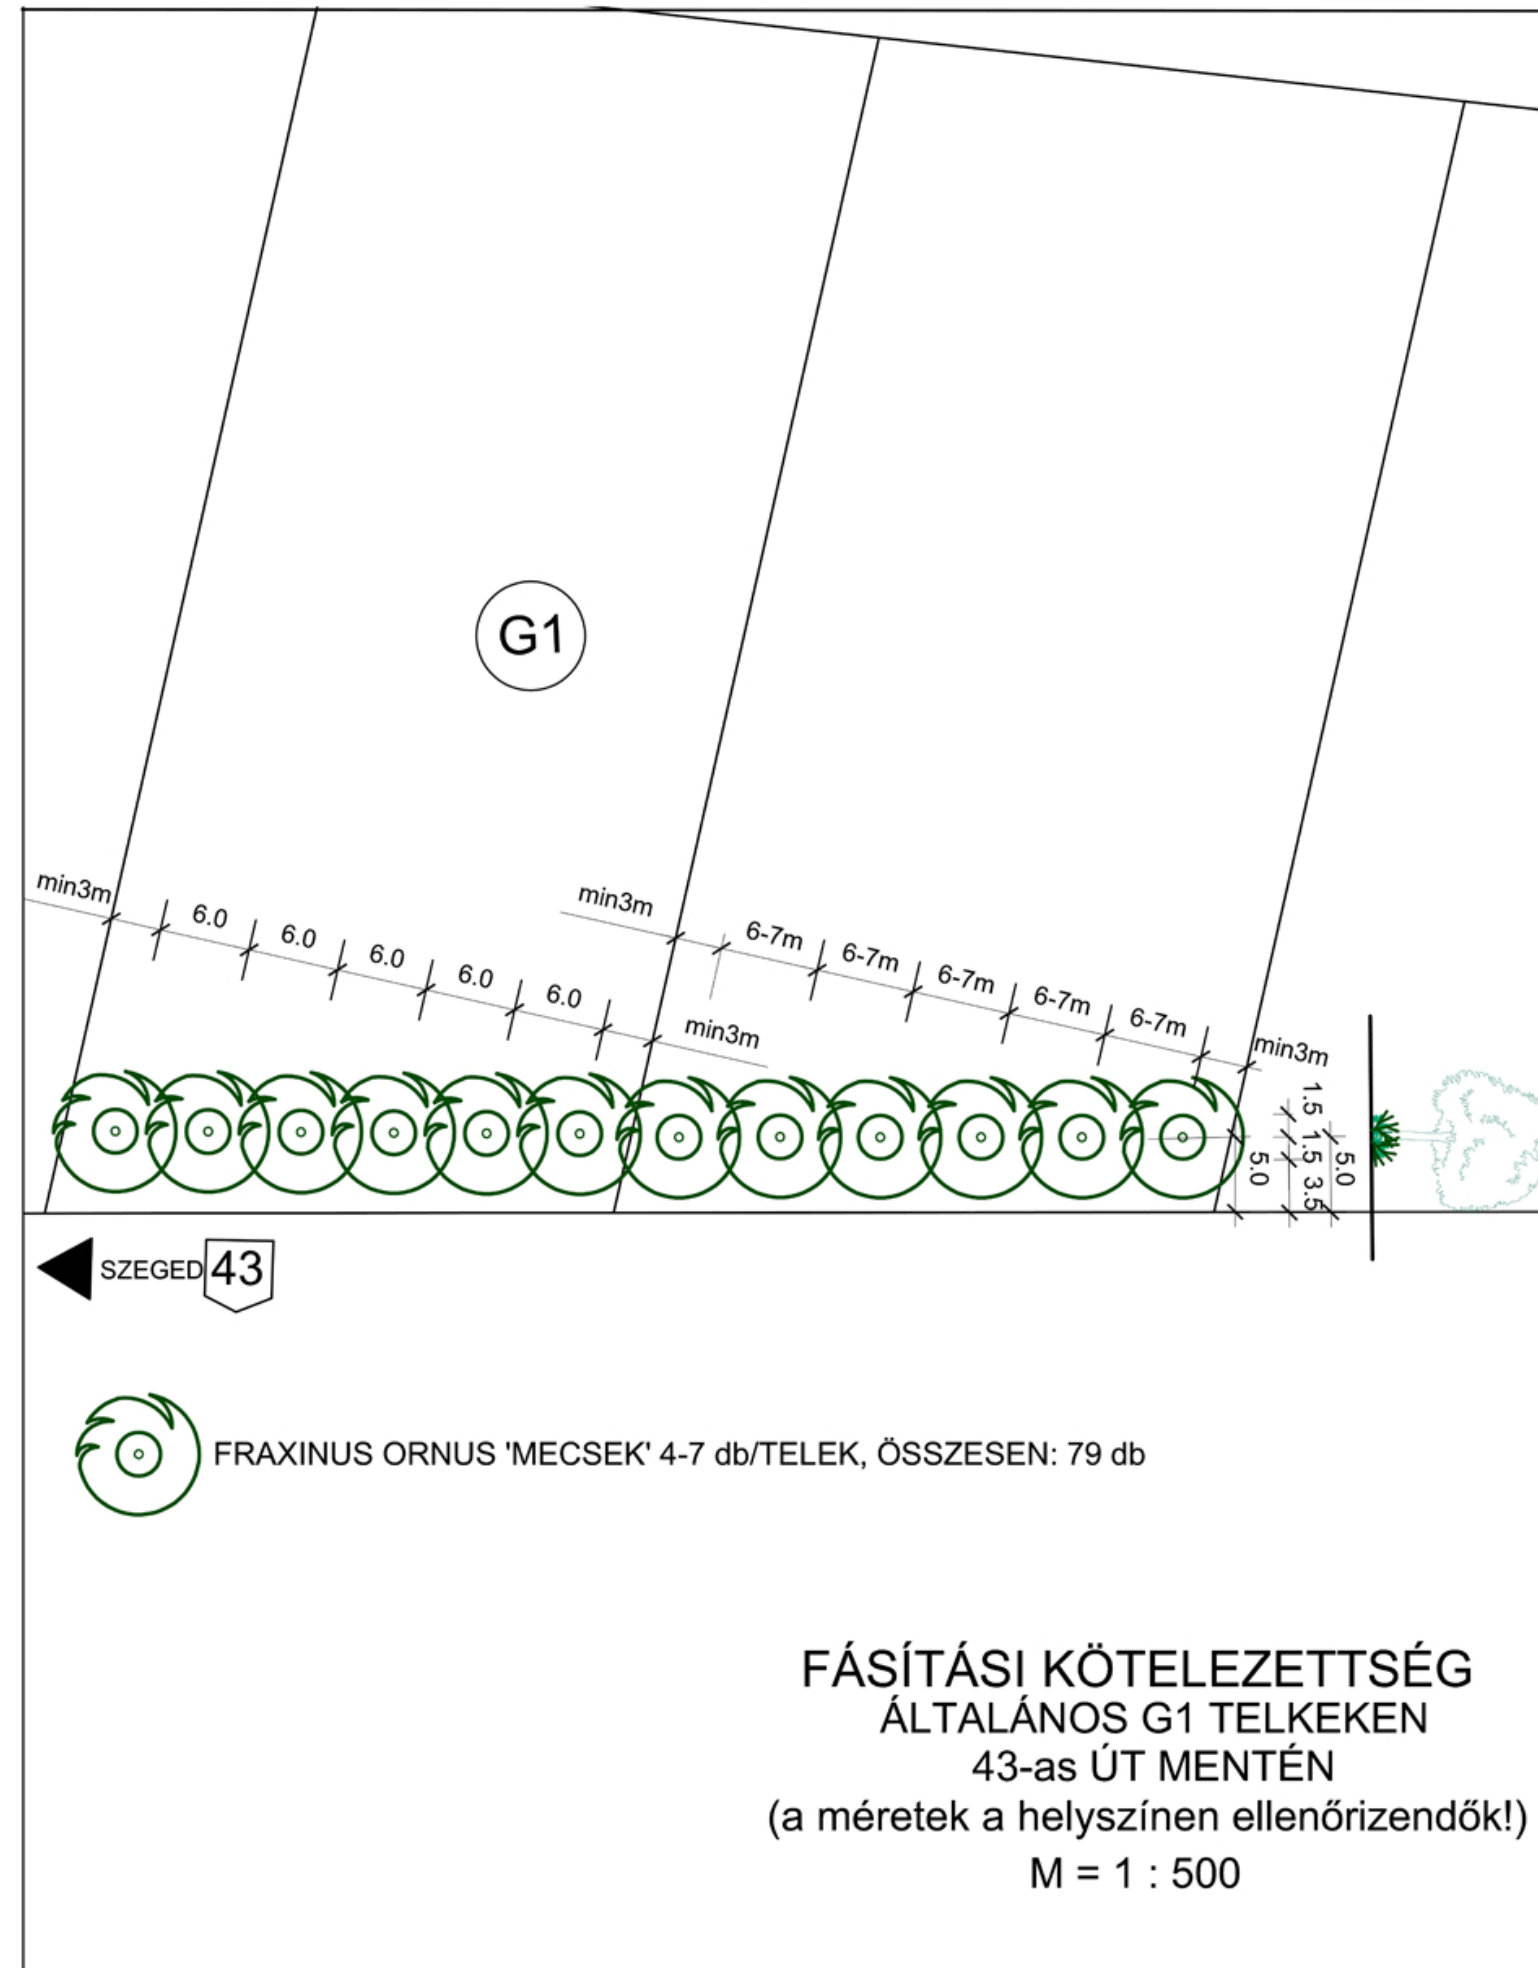 G1
min3m
6.0
6.0
6.0
6.0
6.0
min3m
min3m
6-7m
6-7m
6-7m
6-7m
6-7m
min3m
1.5
1.5
3.5
5.0
5.0
SZEGED 43
FRAXINUS ORNUS 'MECSEK' 4-7 db/TELEK, ÖSSZESEN: 79 db
FÁSÍTÁSI KÖTELEZETTSÉG
ÁLTALÁNOS G1 TELKEKEN
43-as ÚT MENTÉN
(a méretek a helyszínen ellenőrizendők!)
M = 1 : 500